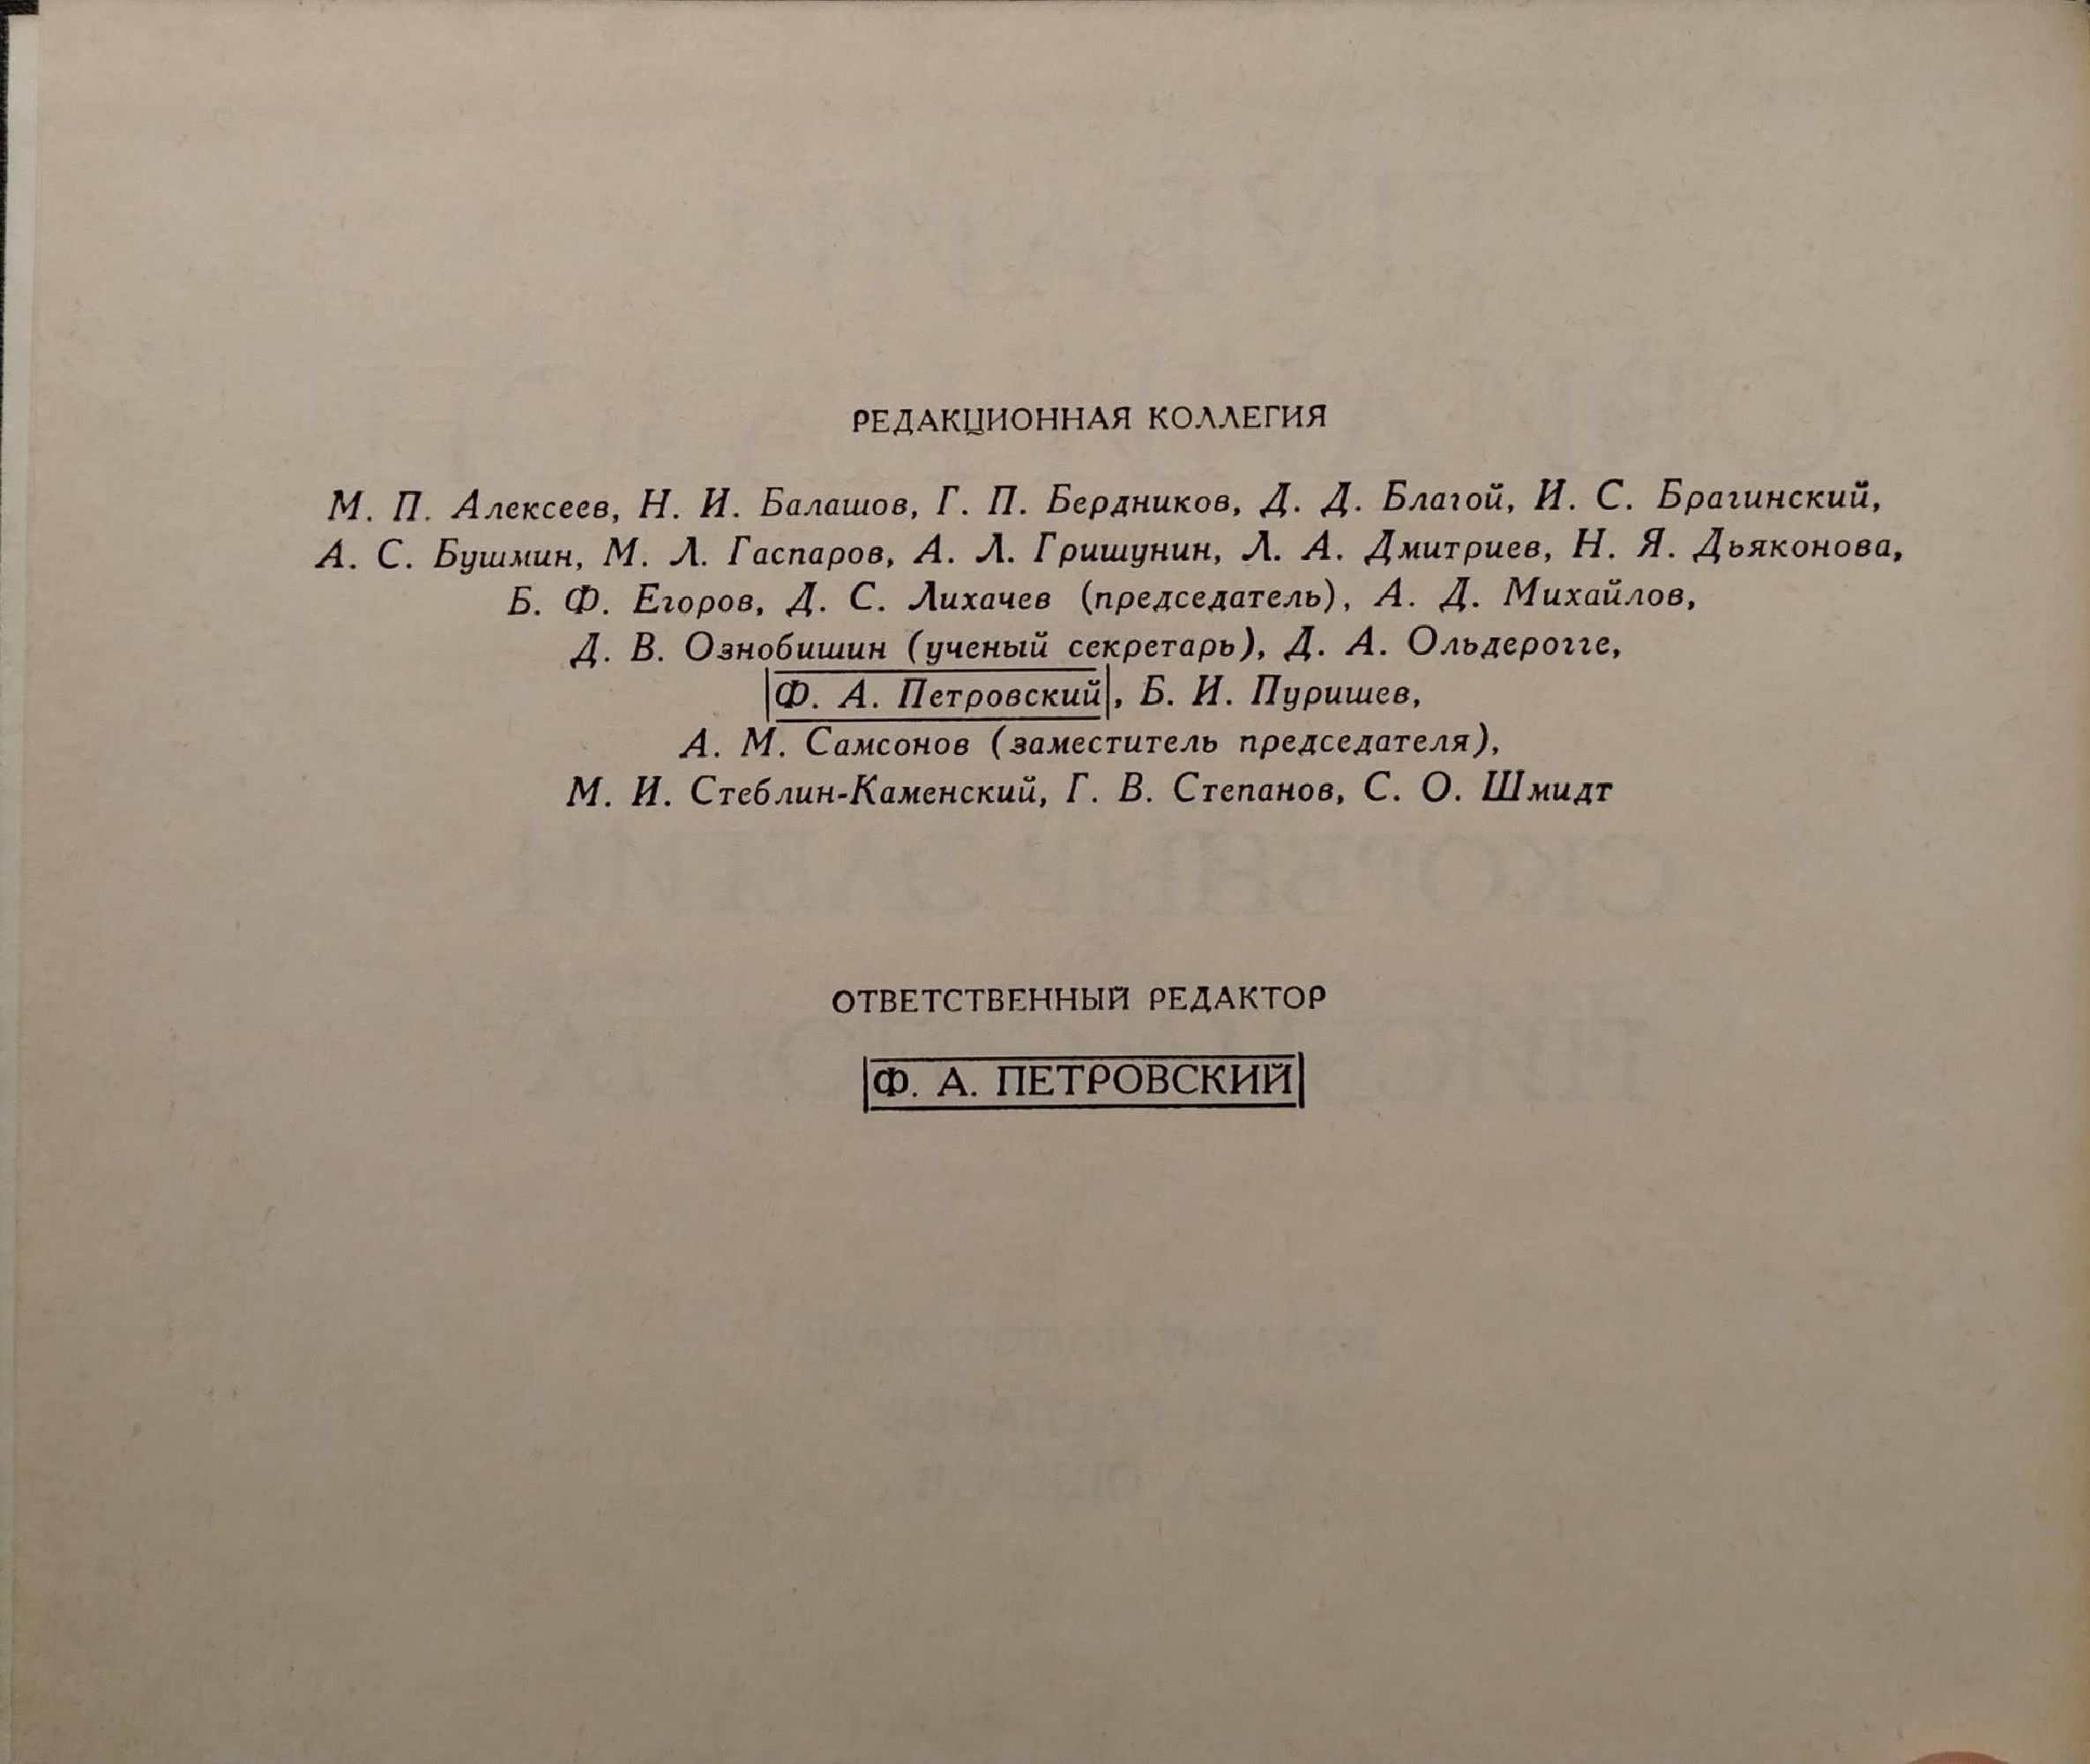 РЕДАКЦИОННАЯ КОЛЛЕГИЯ
М. П. Алексеев, Н. И. Балашов, Г. П. Бердников, Д. Д. Благой, И. С. Брагинский,
А. С. Бушмин, М. Л. Гаспаров, А. Л. Гришунин, Л. А. Дмитриев, Н. Я. Дьяконова,
Б. Ф. Егоров, Д. С. Лихачев (председатель), А. Д. Михайлов,
Д. В. Ознобишин (ученый секретарь), Д. А. Ольдерогге,
Ф. А. Петровский, Б. И. Пуришев,
А. М. Самсонов (заместитель председателя),
М. И. Стеблин-Каменский, Г. В. Степанов, С. О. Шмидт
ОТВЕТСТВЕННЫЙ РЕДАКТОР
Ф. А. ПЕТРОВСКИЙ